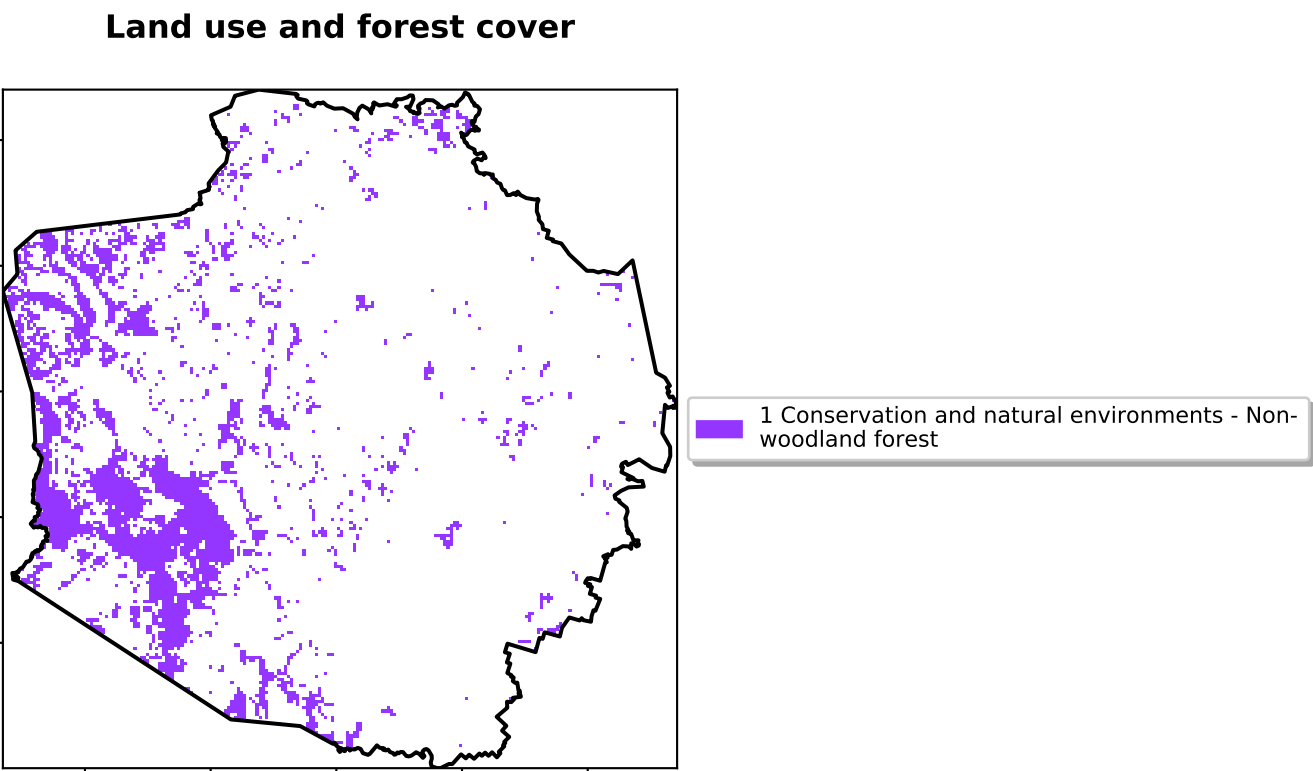 Land use and forest cover
1 Conservation and natural environments - Non-
woodland forest